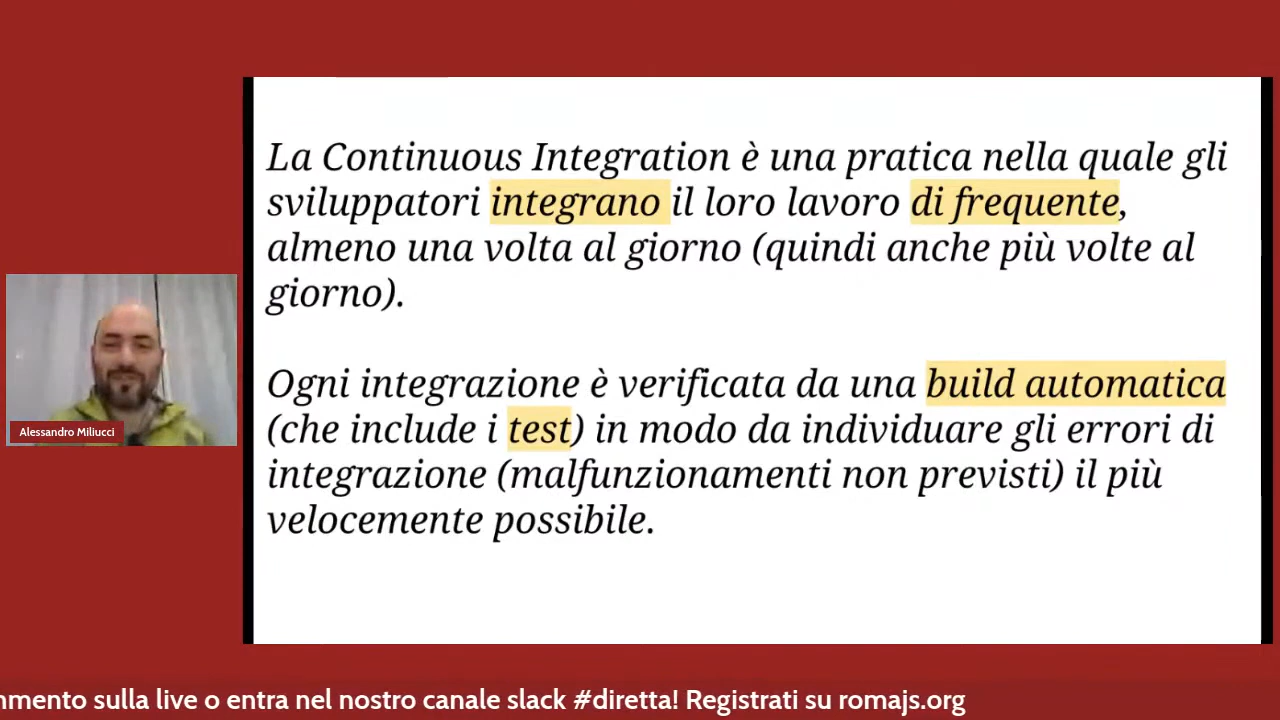 La Continuous Integration è una pratica nella quale gli
sviluppatori integrano il loro lavoro di frequente,
almeno una volta al giorno (quindi anche più volte al
giorno).
Ogni integrazione è verificata da una build automatica
(che include i test) in modo da individuare gli errori di
integrazione (malfunzionamenti non previsti) il più
velocemente possibile.
Alessandro Miliucci
sulla live o entra nel nostro canale slack #diretta! Registrati su romajs.org